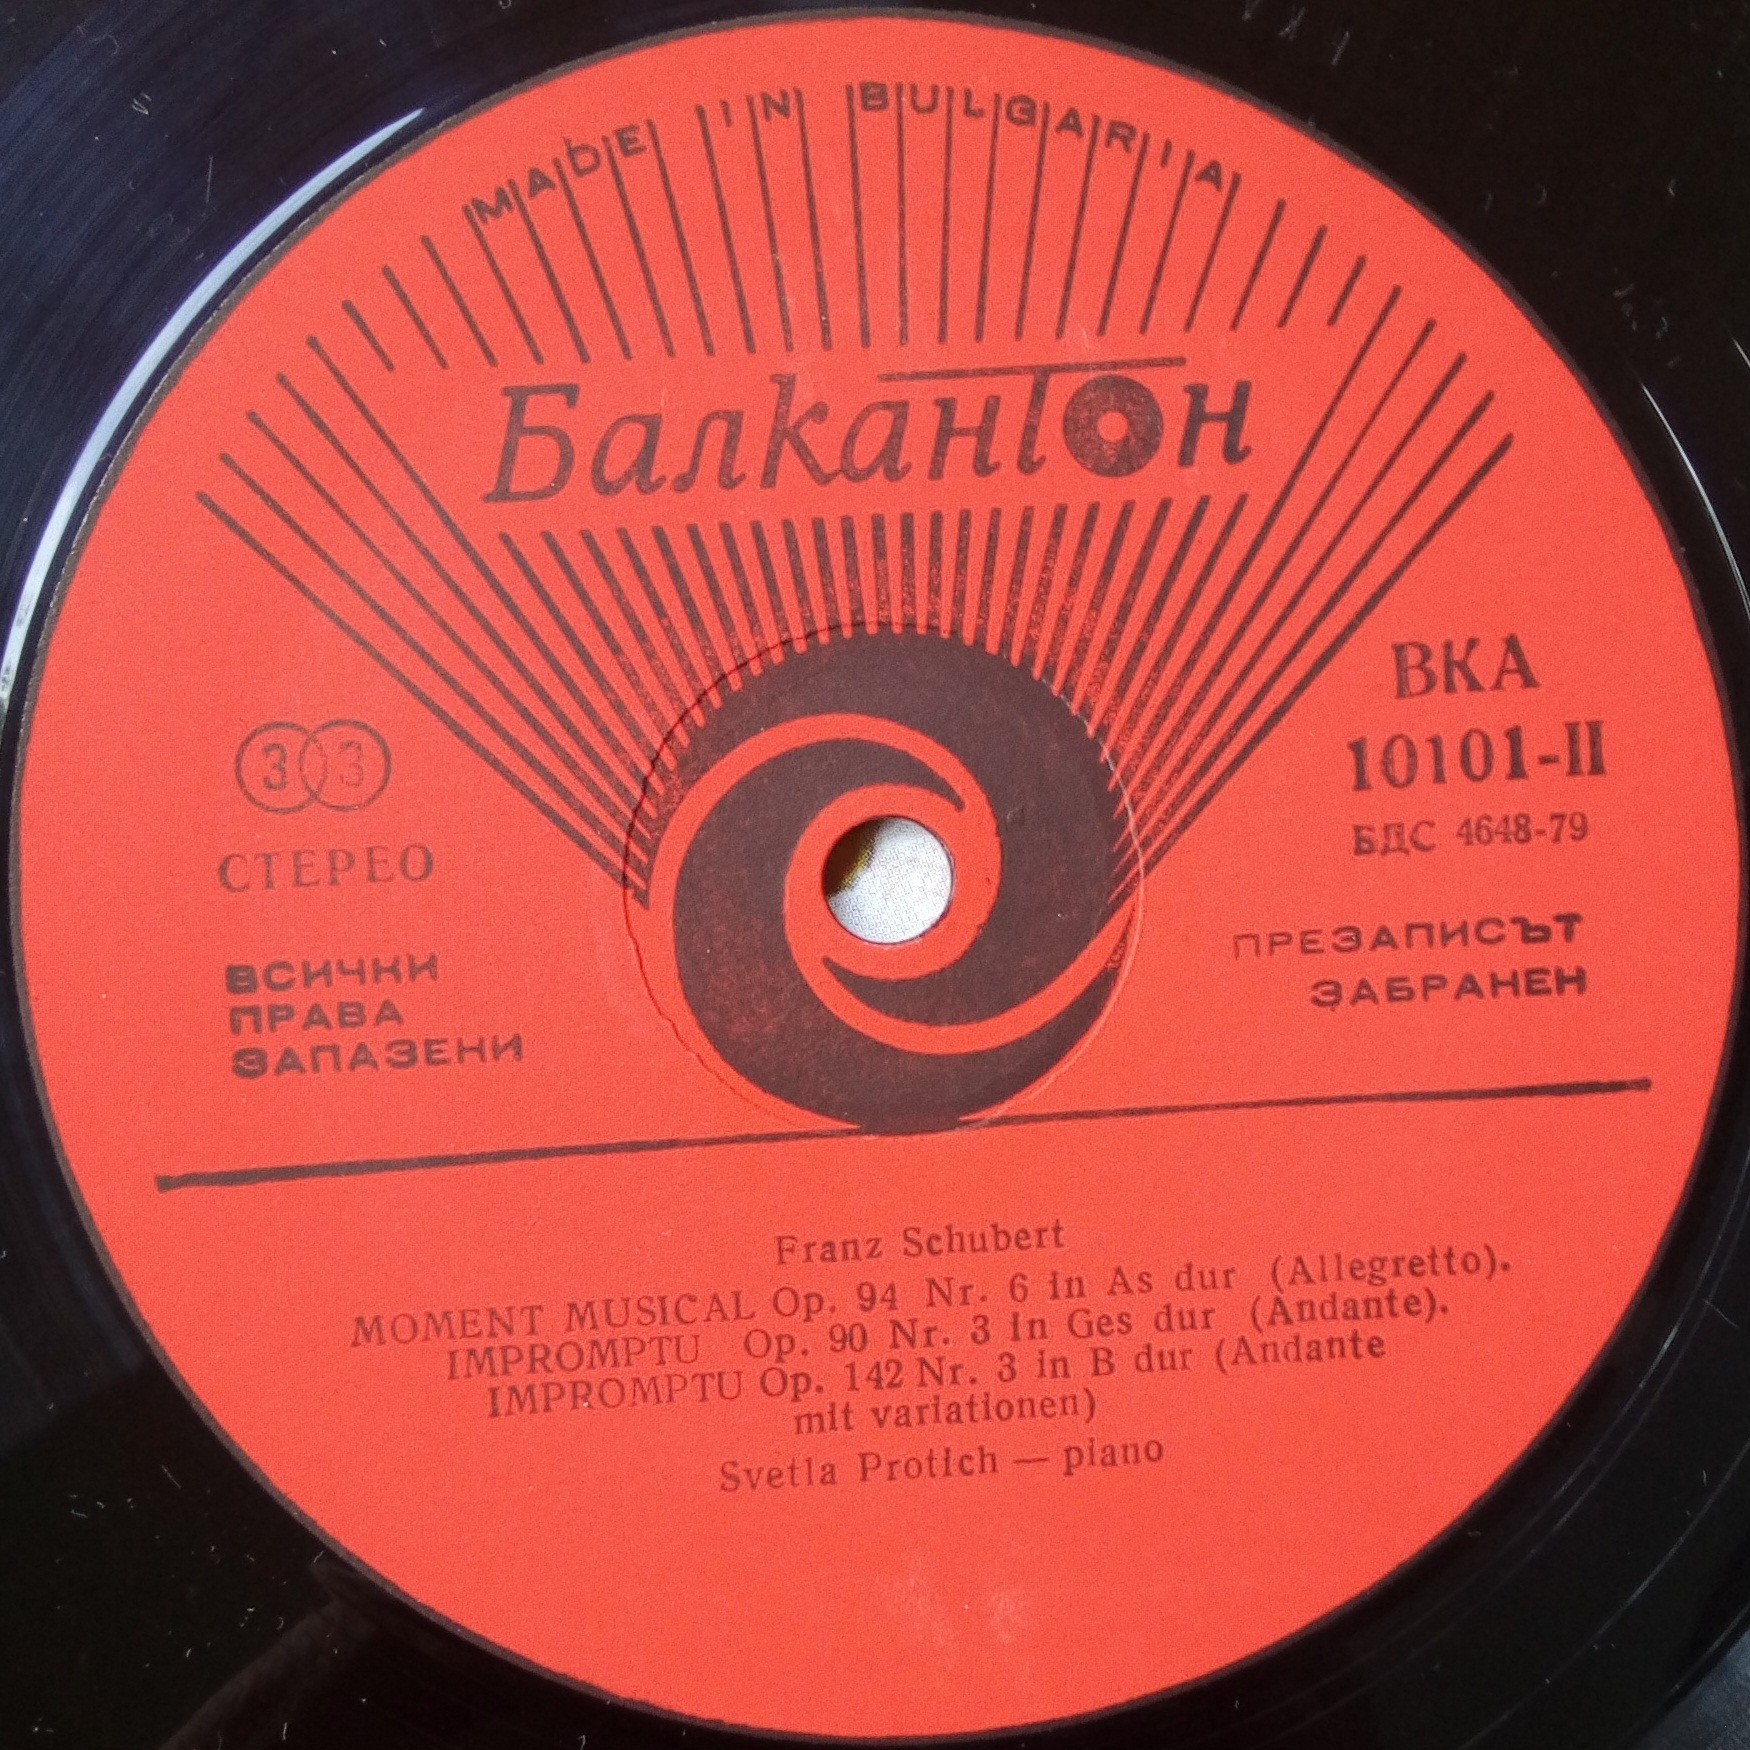 MADE IN BULGARIA
Балкантон
33
СТЕРЕО
ВСИЧКИ
ПРАВА
ЗАПАЗЕНИ
ВКА
10101-II
БДС 4648-79
ПРЕЗАПИСЪТ
ЗАБРАНЕН
Franz Schubert
MOMENT MUSICAL Op. 94 Nr. 6 in As dur (Allegretto).
IMPROMPTU Op. 90 Nr. 3 in Ges dur (Andante).
IMPROMPTU Op. 142 Nr. 3 in B dur (Andante
mit variationen)
Svetla Protich — piano